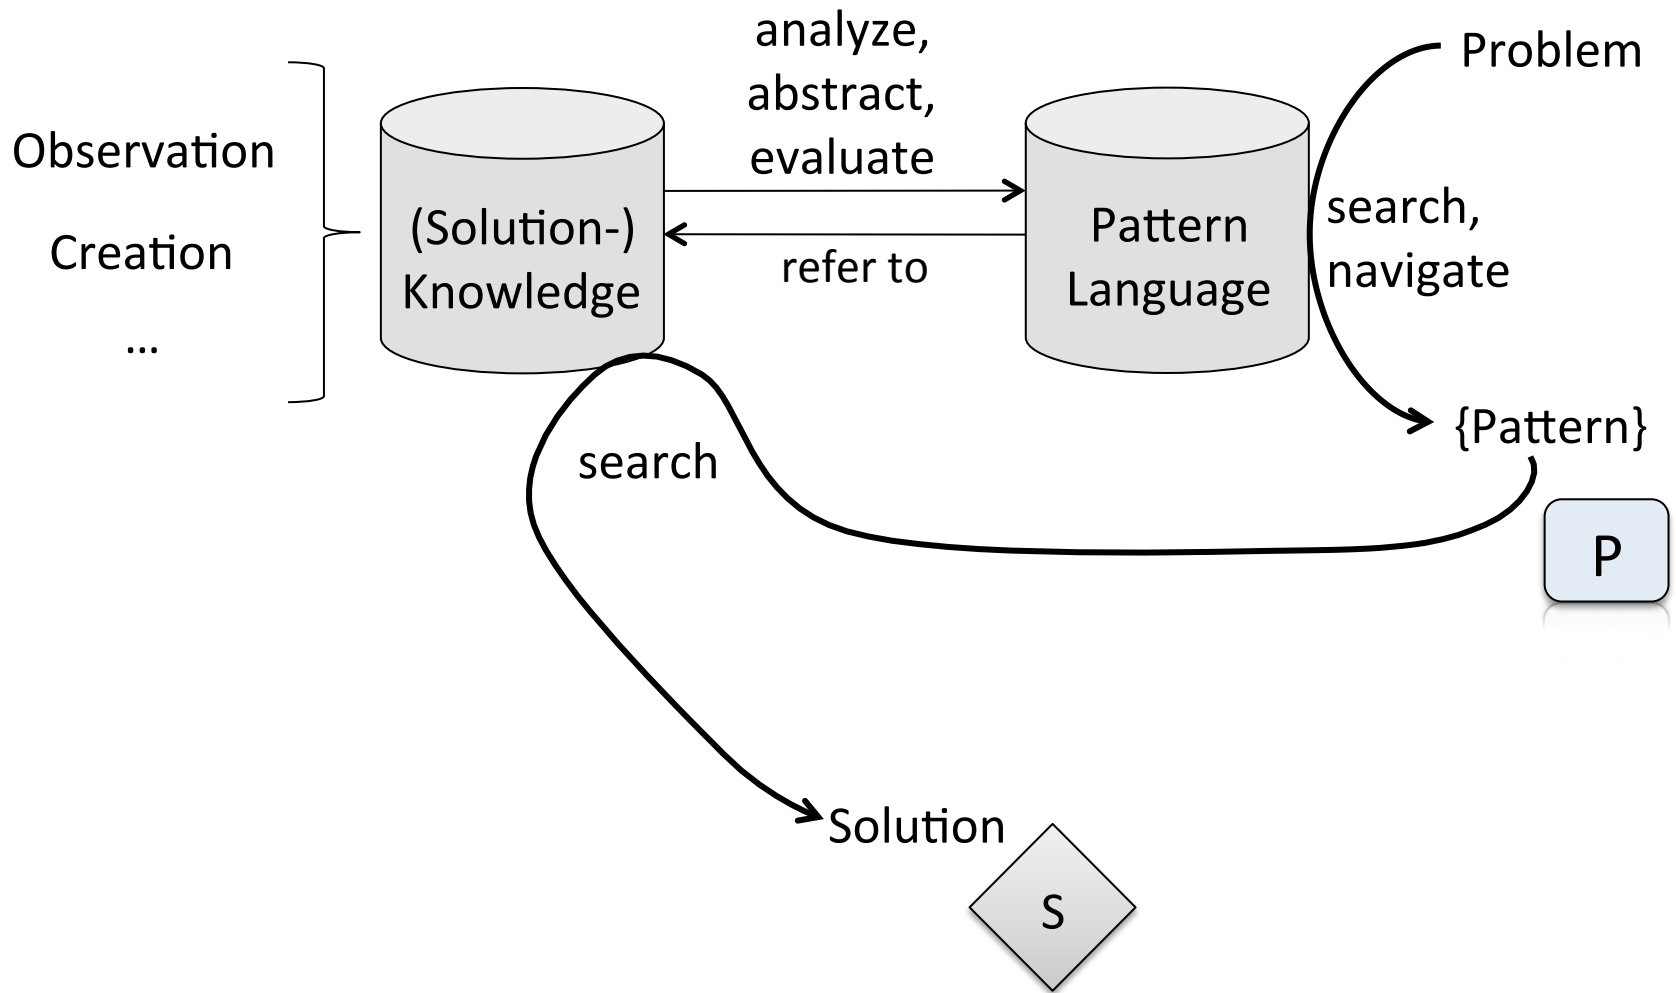 Observation
Creation
...
(Solution-)
Knowledge
analyze,
abstract,
evaluate
refer to
Pattern
Language
Problem
search,
navigate
{Pattern}
P
search
Solution
S